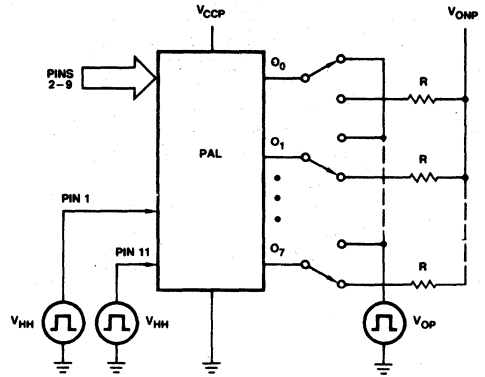 VCCP
VONP
PINS
2–9
O0
R
PAL
O1
R
PIN 1
PIN 11
O7
R
VHH
VHH
VOP